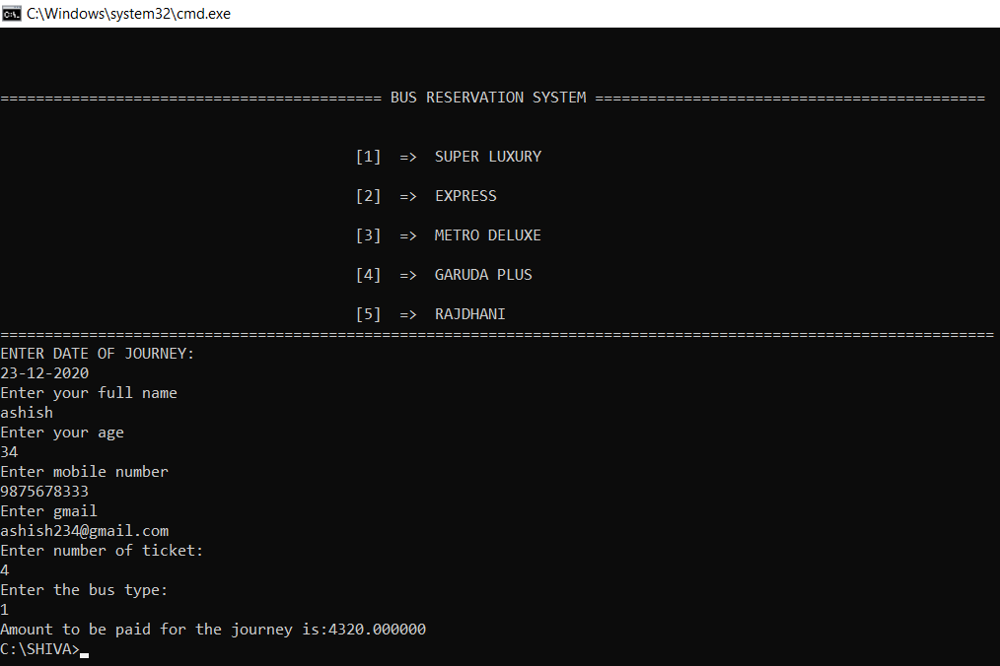 C:\Windows\system32\cmd.exe
=========================================== BUS RESERVATION SYSTEM ============================================
[1] => SUPER LUXURY
[2] => EXPRESS
[3] => METRO DELUXE
[4] => GARUDA PLUS
[5] => RAJDHANI
================================================================================================================
ENTER DATE OF JOURNEY:
23-12-2020
Enter your full name
ashish
Enter your age
34
Enter mobile number
9875678333
Enter gmail
ashish234@gmail.com
Enter number of ticket:
4
Enter the bus type:
1
Amount to be paid for the journey is:4320.000000
C:\SHIVA>